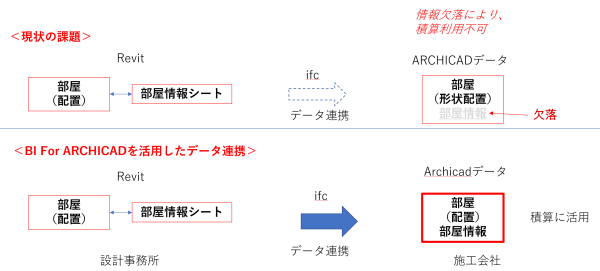 情報欠落により、
積算利用不可
＜現状の課題＞
Revit
ifc
ARCHICADデータ
部屋
（配置）
部屋情報シート
データ連携
部屋
（形状配置）
部屋情報
欠落
＜BI For ARCHICADを活用したデータ連携＞
Revit
ifc
Archicadデータ
部屋
（配置）
部屋情報シート
データ連携
部屋
（配置）
部屋情報
積算に活用
設計事務所
施工会社